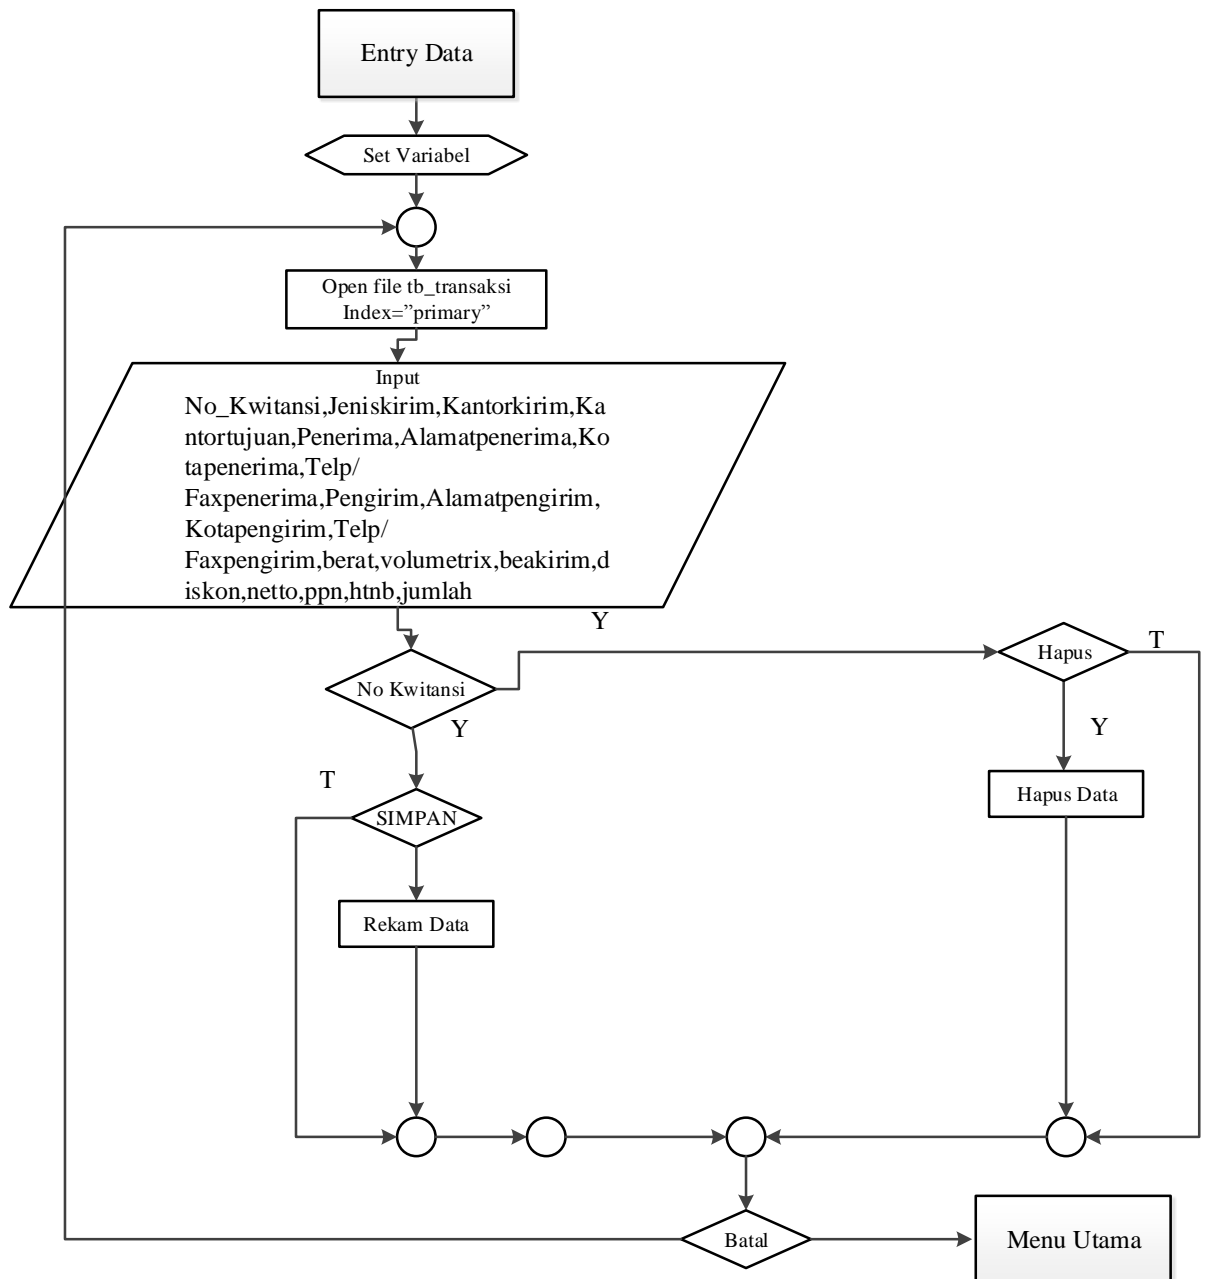 Entry Data
Set Variabel
Open file tb_transaksi
Index=”primary”
Input
No_Kwitansi,Jeniskirim,Kantorkirim,Ka
ntortujuan,Penerima,Alamatpenerima,Ko
tapenerima,Telp/
Faxpenerima,Pengirim,Alamatpengirim,
Kotapengirim,Telp/
Faxpengirim,berat,volumetrix,beakirim,d
iskon,netto,ppn,htnb,jumlah
Y
Hapus
T
No Kwitansi
Y
Y
T
Hapus Data
SIMPAN
Rekam Data
Batal
Menu Utama